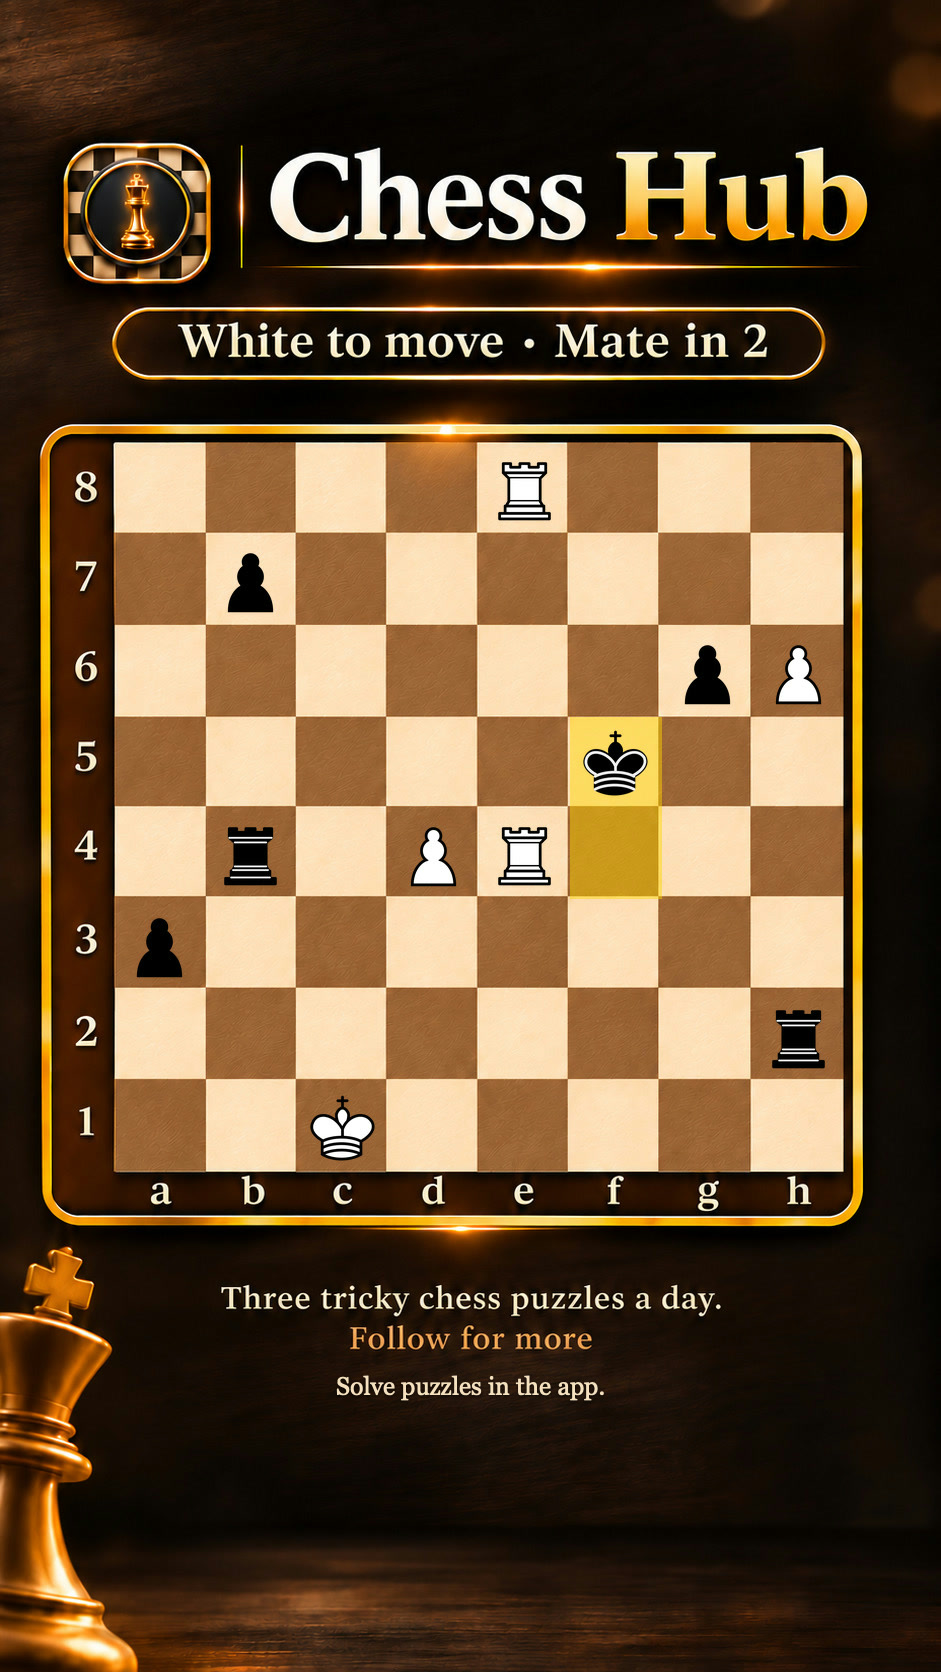 Chess Hub
White to move · Mate in 2
8
7
6
5
4
3
2
1
a b c d e f g h
Three tricky chess puzzles a day.
Follow for more
Solve puzzles in the app.